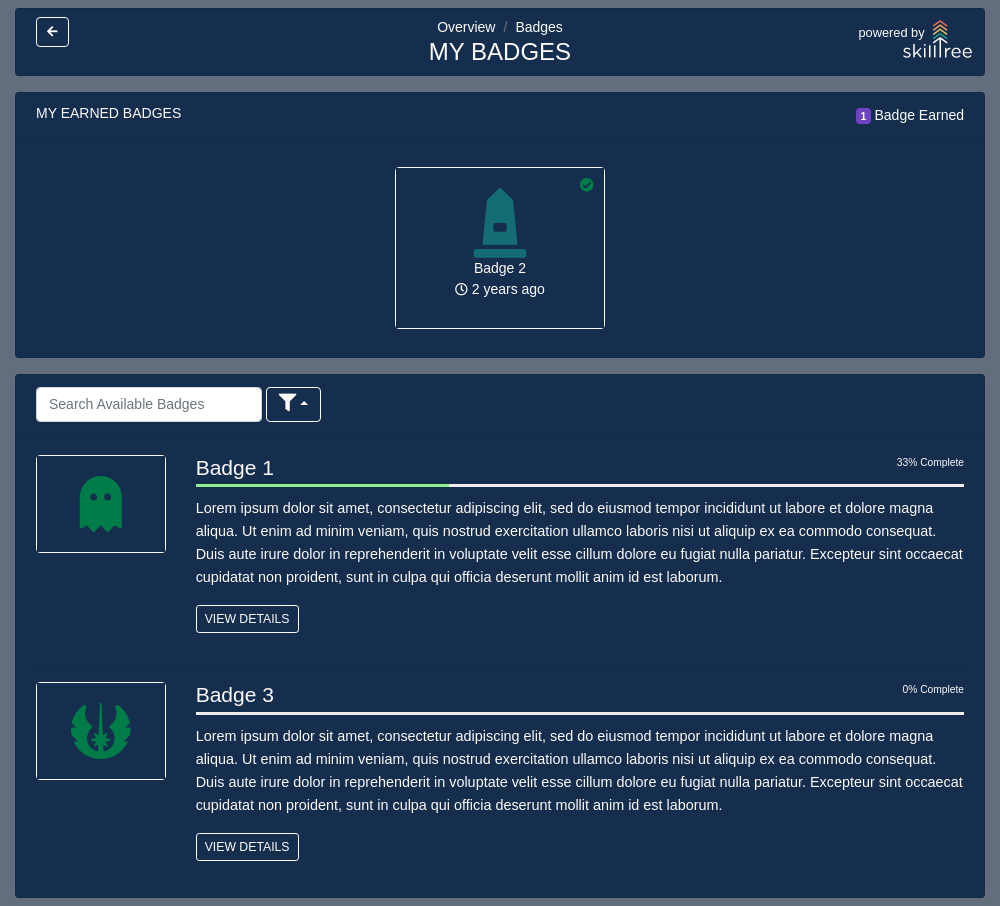 Overview / Badges
MY BADGES
powered by
skilltree
MY EARNED BADGES
1 Badge Earned
Badge 2
2 years ago
Search Available Badges
Badge 1
33% Complete
Lorem ipsum dolor sit amet, consectetur adipiscing elit, sed do eiusmod tempor incididunt ut labore et dolore magna
aliqua. Ut enim ad minim veniam, quis nostrud exercitation ullamco laboris nisi ut aliquip ex ea commodo consequat.
Duis aute irure dolor in reprehenderit in voluptate velit esse cillum dolore eu fugiat nulla pariatur. Excepteur sint occaecat
cupidatat non proident, sunt in culpa qui officia deserunt mollit anim id est laborum.
VIEW DETAILS
Badge 3
0% Complete
Lorem ipsum dolor sit amet, consectetur adipiscing elit, sed do eiusmod tempor incididunt ut labore et dolore magna
aliqua. Ut enim ad minim veniam, quis nostrud exercitation ullamco laboris nisi ut aliquip ex ea commodo consequat.
Duis aute irure dolor in reprehenderit in voluptate velit esse cillum dolore eu fugiat nulla pariatur. Excepteur sint occaecat
cupidatat non proident, sunt in culpa qui officia deserunt mollit anim id est laborum.
VIEW DETAILS